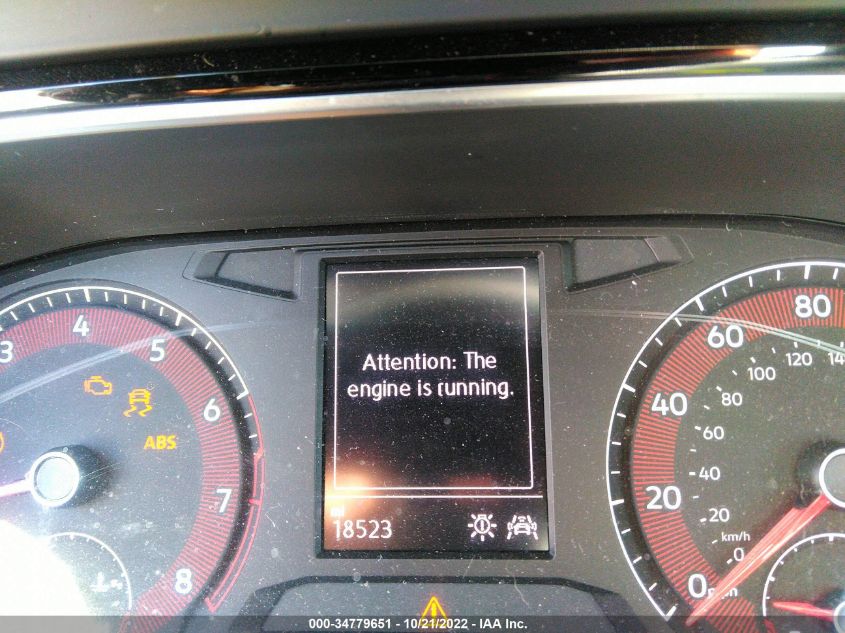 Attention: The
engine is running.
mi
18523
3 4 5 6 7 8
ABS
0 20 40 60 80
0 20 40 60 80 100 120
km/h
000-34779651 - 10/21/2022 - IAA Inc.